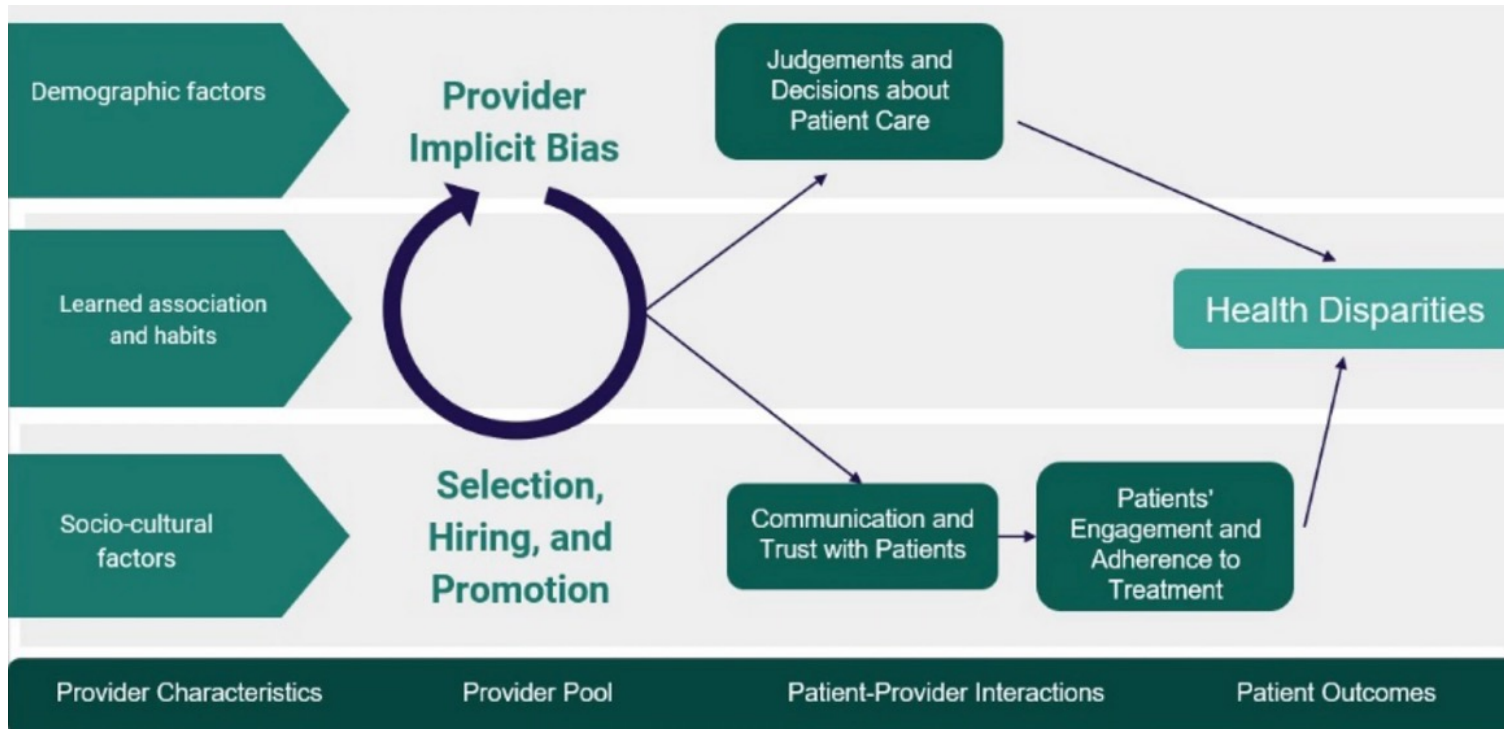 Demographic factors
Learned association
and habits
Socio-cultural
factors
Provider
Implicit Bias
Selection,
Hiring, and
Promotion
Judgements and
Decisions about
Patient Care
Communication and
Trust with Patients
Patients'
Engagement and
Adherence to
Treatment
Health Disparities
Provider Characteristics
Provider Pool
Patient-Provider Interactions
Patient Outcomes